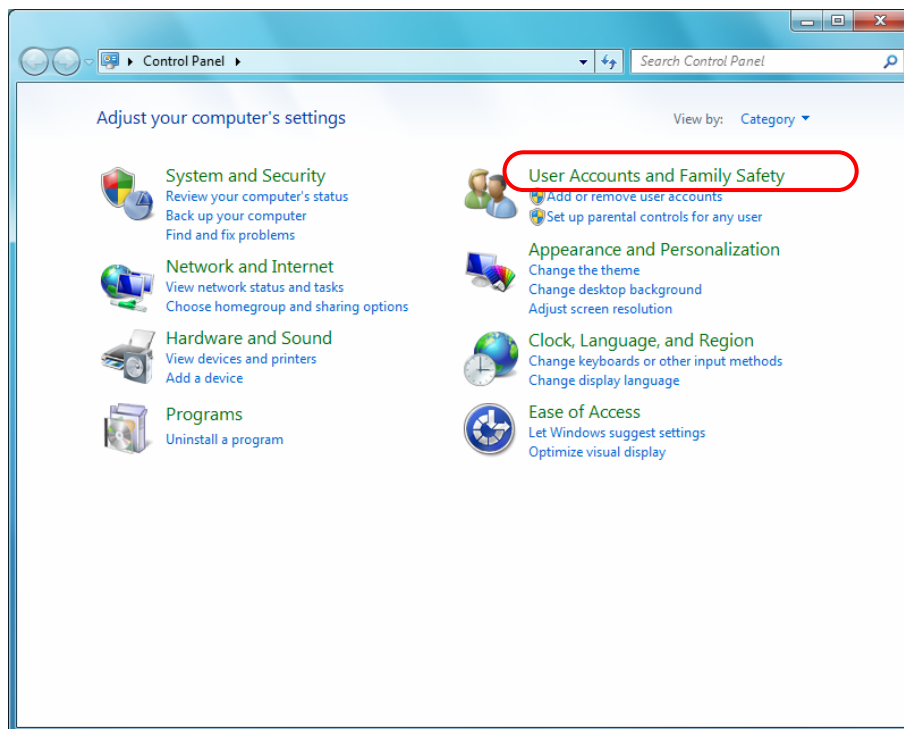 Control Panel
Search Control Panel
Adjust your computer's settings
View by: Category
System and Security
Review your computer's status
Back up your computer
Find and fix problems
Network and Internet
View network status and tasks
Choose homegroup and sharing options
Hardware and Sound
View devices and printers
Add a device
Programs
Uninstall a program
User Accounts and Family Safety
Add or remove user accounts
Set up parental controls for any user
Appearance and Personalization
Change the theme
Change desktop background
Adjust screen resolution
Clock, Language, and Region
Change keyboards or other input methods
Change display language
Ease of Access
Let Windows suggest settings
Optimize visual display